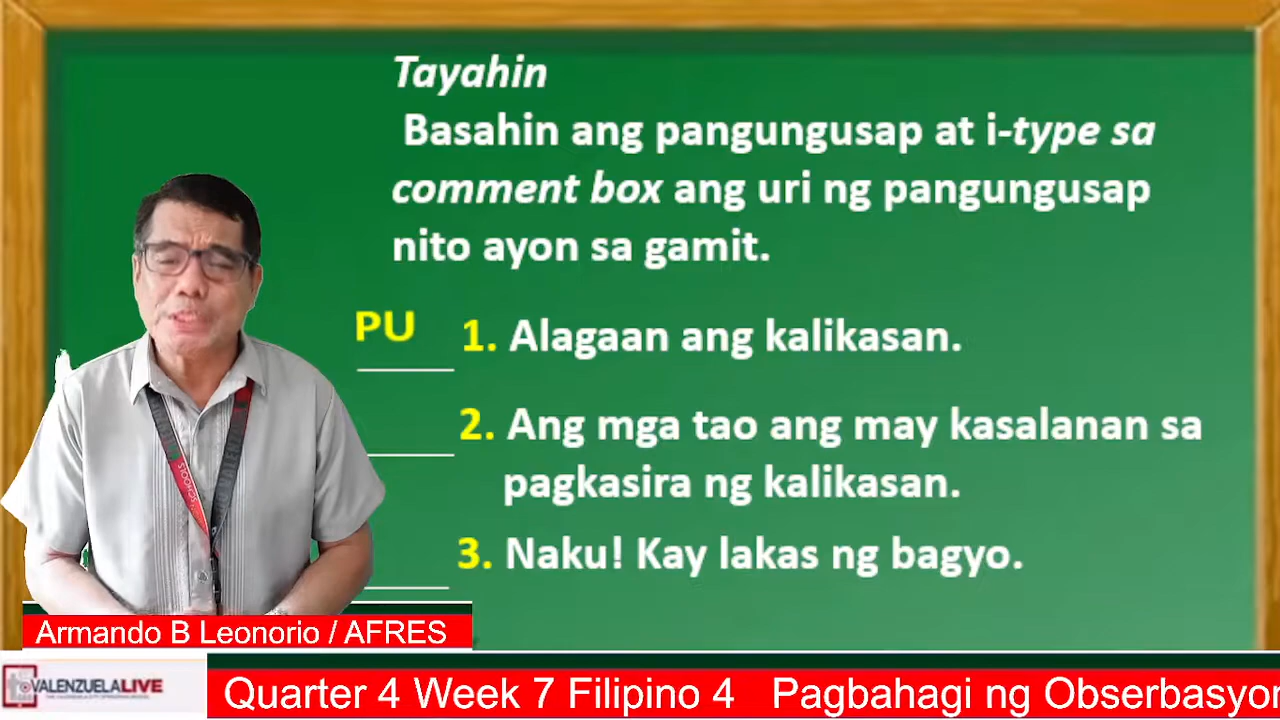 Tayahin
Basahin ang pangungusap at i-type sa
comment box ang uri ng pangungusap
nito ayon sa gamit.
PU 1. Alagaan ang kalikasan.
2. Ang mga tao ang may kasalanan sa
pagkasira ng kalikasan.
3. Naku! Kay lakas ng bagyo.
Armando B Leonorio / AFRES
VALENZUELALIVE
Quarter 4 Week 7 Filipino 4 Pagbahagi ng Obserbasyon